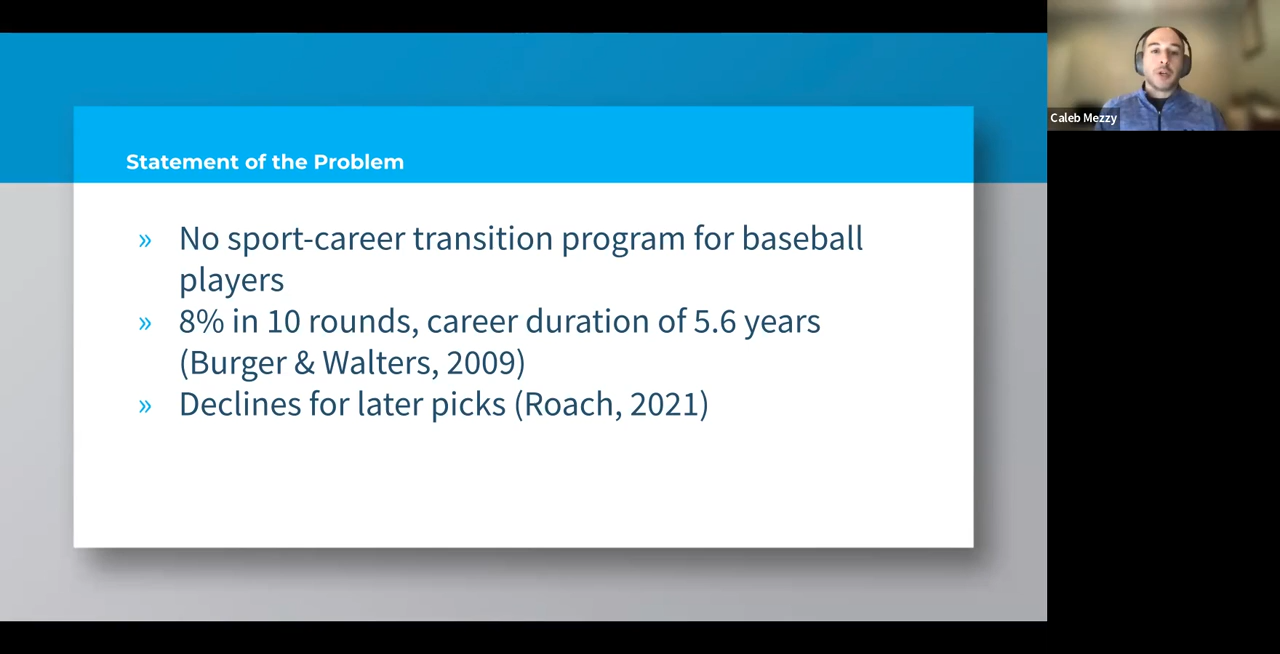 Statement of the Problem
» No sport-career transition program for baseball
players
» 8% in 10 rounds, career duration of 5.6 years
(Burger & Walters, 2009)
» Declines for later picks (Roach, 2021)
Caleb Mezzy